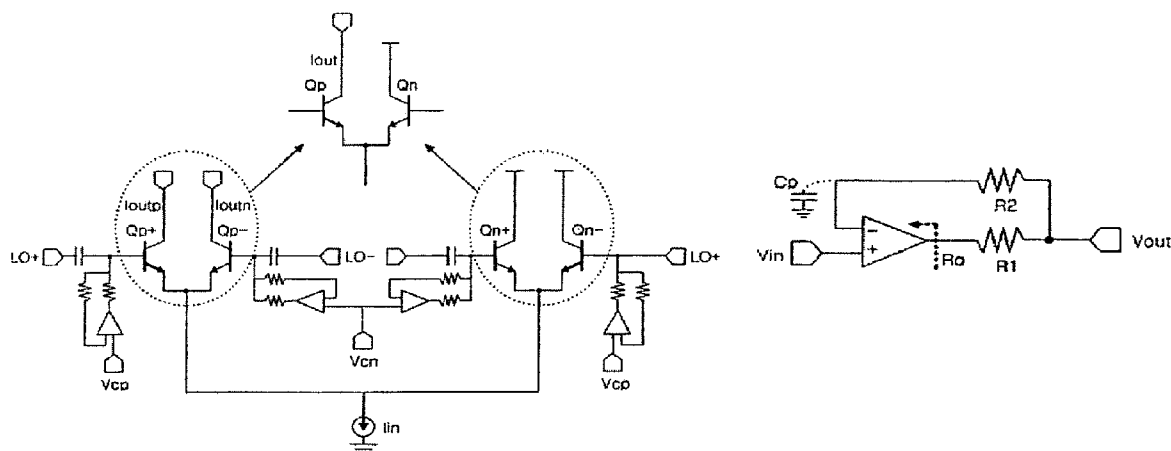 Iout
Qp Qn
Ioutp Ioutn
Qp+ Qp- Qn+ Qn-
LO+ LO- LO+
Vcp Vcn Vcp
Iin
Cp
R2
Vin - + Ro R1 Vout